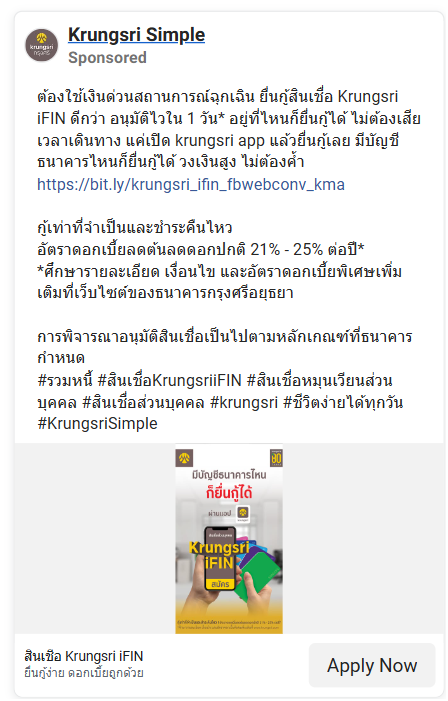 Krungsri Simple
Sponsored
krungsri
กรุงศรี
ต้องใช้เงินด่วนสถานการณ์ฉุกเฉิน ยื่นกู้สินเชื่อ Krungsri
iFIN ดีกว่า อนุมัติไวใน 1 วัน* อยู่ที่ไหนก็ยื่นกู้ได้ ไม่ต้องเสีย
เวลาเดินทาง แค่เปิด krungsri app แล้วยื่นกู้เลย มีบัญชี
ธนาคารไหนก็ยื่นกู้ได้ วงเงินสูง ไม่ต้องค้ำ
https://bit.ly/krungsri_ifin_fbwebconv_kma
กู้เท่าที่จำเป็นและชำระคืนไหว
อัตราดอกเบี้ยลดต้นลดดอกปกติ 21% - 25% ต่อปี*
*ศึกษารายละเอียด เงื่อนไข และอัตราดอกเบี้ยพิเศษเพิ่ม
เติมที่เว็บไซต์ของธนาคารกรุงศรีอยุธยา
การพิจารณาอนุมัติสินเชื่อเป็นไปตามหลักเกณฑ์ที่ธนาคาร
กำหนด
#รวมหนี้ #สินเชื่อKrungsriiFIN #สินเชื่อหมุนเวียนส่วน
บุคคล #สินเชื่อส่วนบุคคล #krungsri #ชีวิตง่ายได้ทุกวัน
#KrungsriSimple
มีบัญชีธนาคารไหน
ก็ยื่นกู้ได้
ผ่านแอป
Krungsri
iFIN
สมัคร
สินเชื่อ Krungsri iFIN
ยื่นกู้ง่าย ดอกเบี้ยถูกด้วย
Apply Now